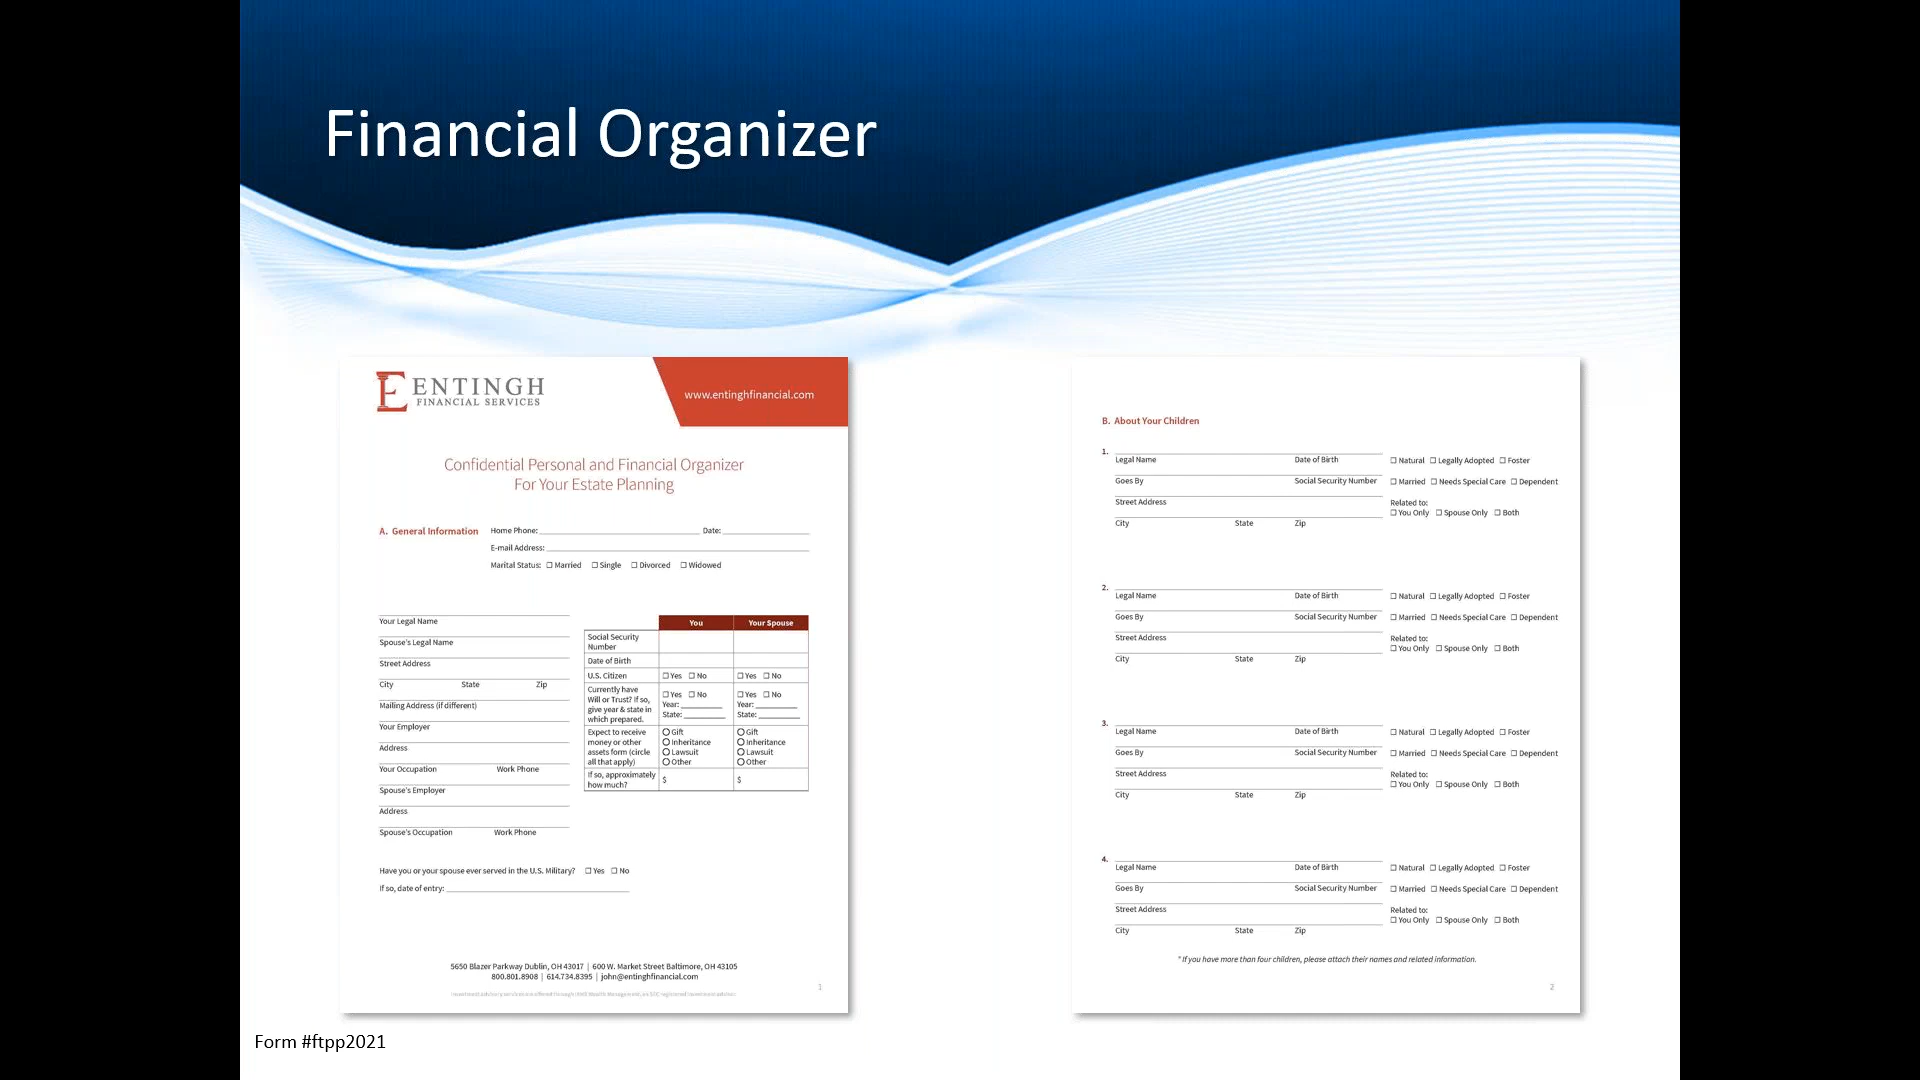 Financial Organizer
ENTINGH
FINANCIAL SERVICES
www.entinghfinancial.com
Confidential Personal and Financial Organizer
For Your Estate Planning
A. General Information
Home Phone: Date:
E-mail Address:
Marital Status: ☐ Married ☐ Single ☐ Divorced ☐ Widowed
Your Legal Name
Spouse's Legal Name
Street Address
City State Zip
Mailing Address (if different)
Your Employer
Address
Your Occupation Work Phone
Spouse's Employer
Address
Spouse's Occupation Work Phone
You Your Spouse
Social Security
Number
Date of Birth
U.S. Citizen ☐ Yes ☐ No ☐ Yes ☐ No
Currently have
Will or Trust? If so,
give year & state in
which prepared.
☐ Yes ☐ No
Year:
State:
☐ Yes ☐ No
Year:
State:
Expect to receive
money or other
assets form (circle
all that apply)
Gift
Inheritance
Lawsuit
Other
Gift
Inheritance
Lawsuit
Other
If so, approximately
how much?
$ $
Have you or your spouse ever served in the U.S. Military? ☐ Yes ☐ No
If so, date of entry:
5650 Blazer Parkway Dublin, OH 43017 | 600 W. Market Street Baltimore, OH 43105
800.801.8908 | 614.734.8395 | john@entinghfinancial.com
1
B. About Your Children
1.
Legal Name Date of Birth ☐ Natural ☐ Legally Adopted ☐ Foster
Goes By Social Security Number ☐ Married ☐ Needs Special Care ☐ Dependent
Street Address Related to:
☐ You Only ☐ Spouse Only ☐ Both
City State Zip
2.
Legal Name Date of Birth ☐ Natural ☐ Legally Adopted ☐ Foster
Goes By Social Security Number ☐ Married ☐ Needs Special Care ☐ Dependent
Street Address Related to:
☐ You Only ☐ Spouse Only ☐ Both
City State Zip
3.
Legal Name Date of Birth ☐ Natural ☐ Legally Adopted ☐ Foster
Goes By Social Security Number ☐ Married ☐ Needs Special Care ☐ Dependent
Street Address Related to:
☐ You Only ☐ Spouse Only ☐ Both
City State Zip
4.
Legal Name Date of Birth ☐ Natural ☐ Legally Adopted ☐ Foster
Goes By Social Security Number ☐ Married ☐ Needs Special Care ☐ Dependent
Street Address Related to:
☐ You Only ☐ Spouse Only ☐ Both
City State Zip
* If you have more than four children, please attach their names and related information.
2
Form #ftpp2021